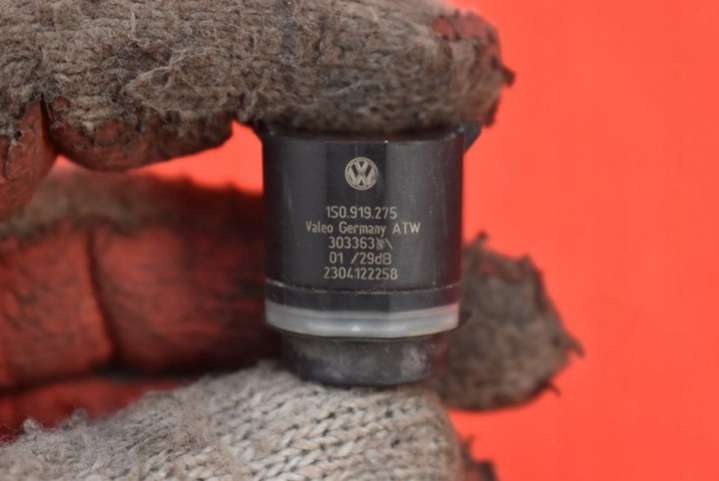 VW
1S0.919.275
Valeo Germany ATW
303363
01 /29dB
2304122258